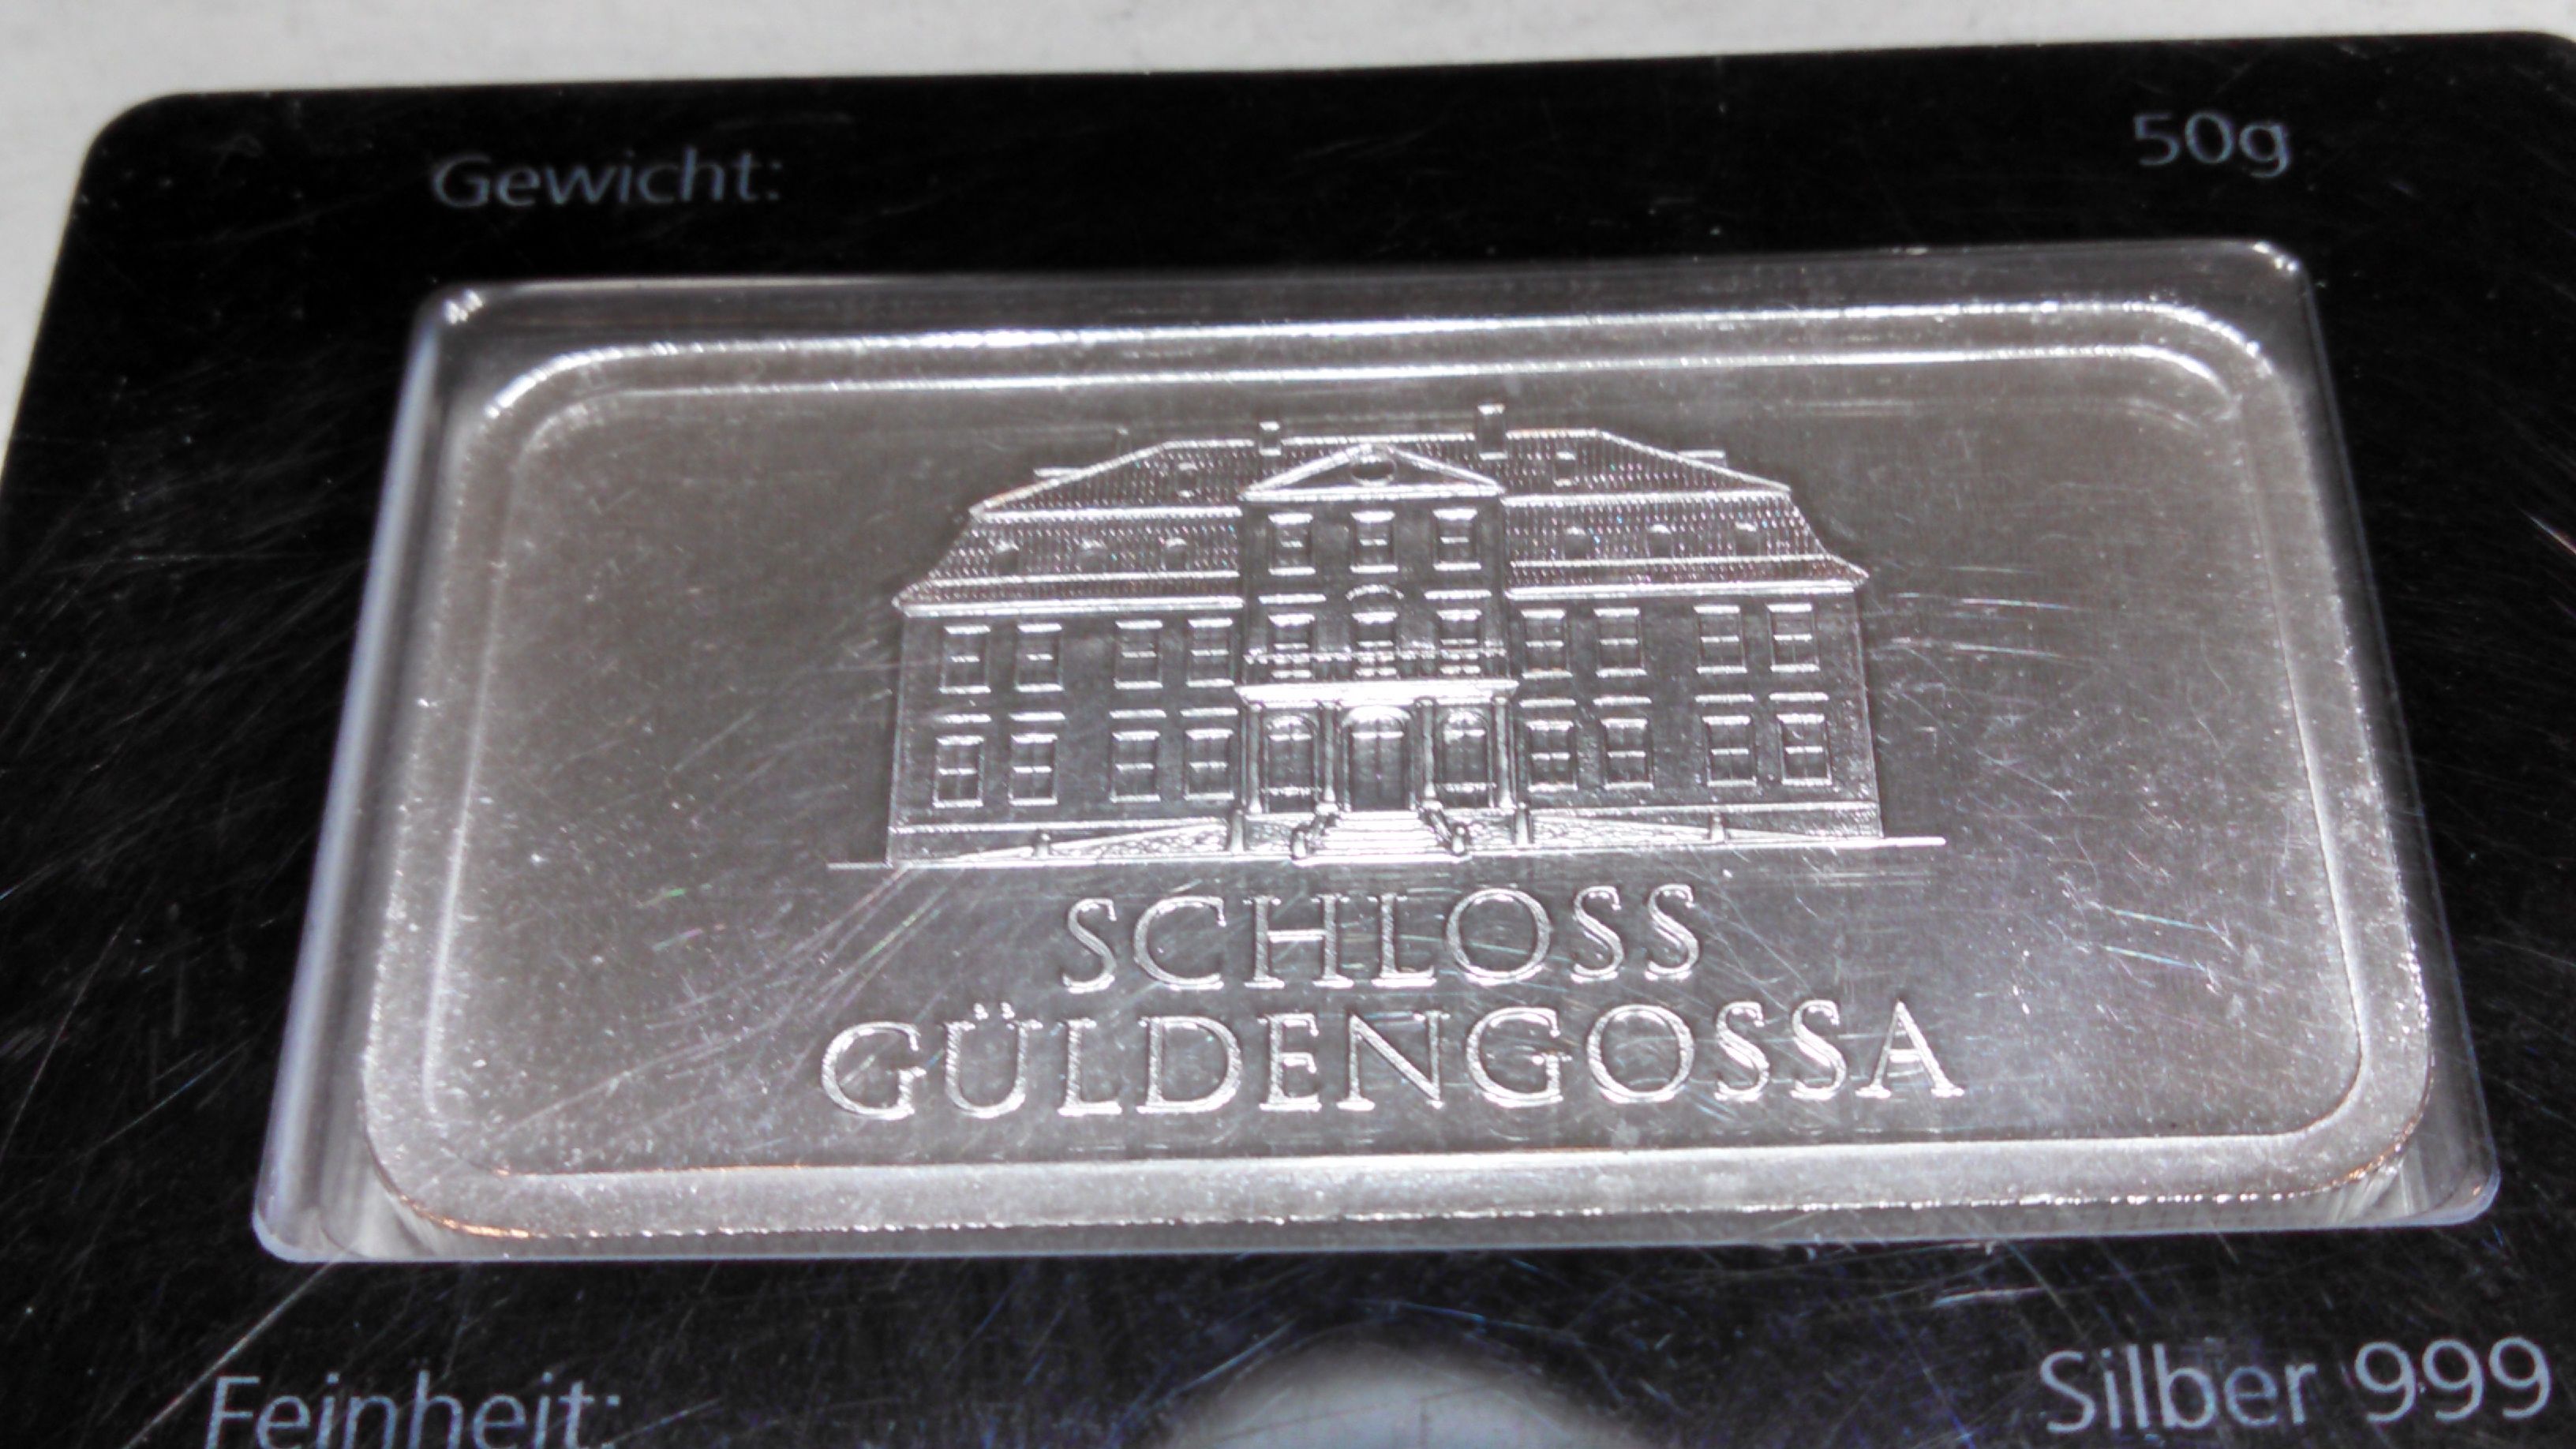 Gewicht: 50g
SCHLOSS
GÜLDENGOSSA
Feinheit: Silber 999